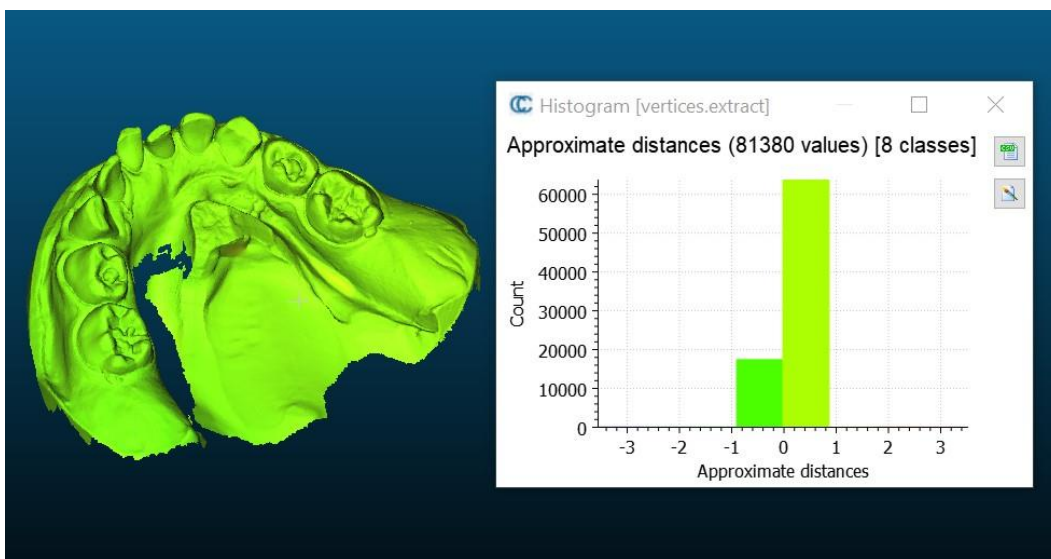 Histogram [vertices.extract]
Approximate distances (81380 values) [8 classes]
CSV
60000
50000
40000
30000
20000
10000
0
Count
-3 -2 -1 0 1 2 3
Approximate distances